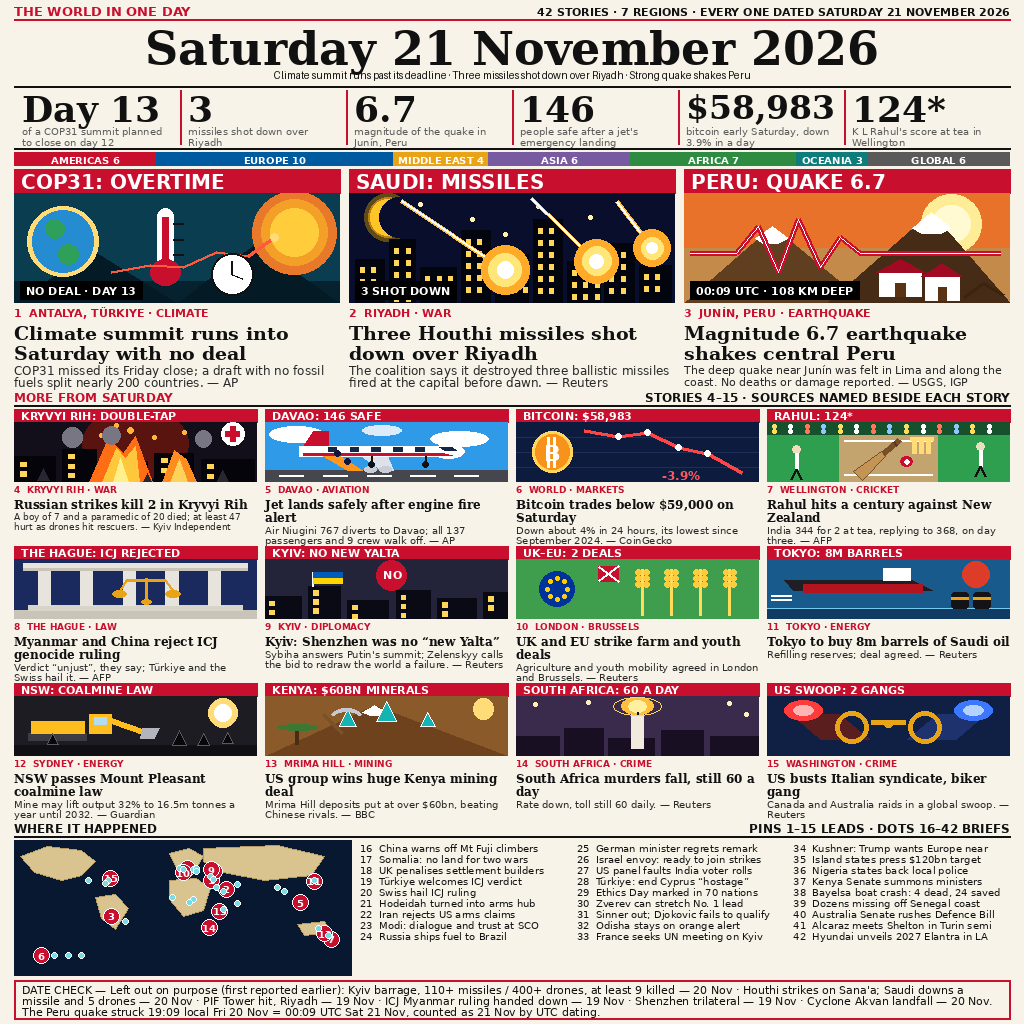 THE WORLD IN ONE DAY
42 STORIES · 7 REGIONS · EVERY ONE DATED SATURDAY 21 NOVEMBER 2026
Saturday 21 November 2026
Climate summit runs past its deadline · Three missiles shot down over Riyadh · Strong quake shakes Peru
Day 13
of a COP31 summit planned
to close on day 12
3
missiles shot down over
Riyadh
6.7
magnitude of the quake in
Junín, Peru
146
people safe after a jet's
emergency landing
$58,983
bitcoin early Saturday, down
3.9% in a day
124*
K L Rahul's score at tea in
Wellington
AMERICAS 6
EUROPE 10
MIDDLE EAST 4
ASIA 6
AFRICA 7
OCEANIA 3
GLOBAL 6
COP31: OVERTIME
NO DEAL · DAY 13
1 ANTALYA, TÜRKIYE · CLIMATE
Climate summit runs into
Saturday with no deal
COP31 missed its Friday close; a draft with no fossil
fuels split nearly 200 countries. — AP
SAUDI: MISSILES
3 SHOT DOWN
2 RIYADH · WAR
Three Houthi missiles shot
down over Riyadh
The coalition says it destroyed three ballistic missiles
fired at the capital before dawn. — Reuters
PERU: QUAKE 6.7
00:09 UTC · 108 KM DEEP
3 JUNÍN, PERU · EARTHQUAKE
Magnitude 6.7 earthquake
shakes central Peru
The deep quake near Junín was felt in Lima and along the
coast. No deaths or damage reported. — USGS, IGP
MORE FROM SATURDAY
STORIES 4–15 · SOURCES NAMED BESIDE EACH STORY
KRYVYI RIH: DOUBLE-TAP
4 KRYVYI RIH · WAR
Russian strikes kill 2 in Kryvyi Rih
A boy of 7 and a paramedic of 20 died; at least 47
hurt as drones hit rescuers. — Kyiv Independent
DAVAO: 146 SAFE
5 DAVAO · AVIATION
Jet lands safely after engine fire
alert
Air Niugini 767 diverts to Davao; all 137
passengers and 9 crew walk off. — AP
BITCOIN: $58,983
B
-3.9%
6 WORLD · MARKETS
Bitcoin trades below $59,000 on
Saturday
Down about 4% in 24 hours, its lowest since
September 2024. — CoinGecko
RAHUL: 124*
7 WELLINGTON · CRICKET
Rahul hits a century against New
Zealand
India 344 for 2 at tea, replying to 368, on day
three. — AFP
THE HAGUE: ICJ REJECTED
8 THE HAGUE · LAW
Myanmar and China reject ICJ
genocide ruling
Verdict “unjust”, they say; Türkiye and the
Swiss hail it. — AFP
KYIV: NO NEW YALTA
NO
9 KYIV · DIPLOMACY
Kyiv: Shenzhen was no “new Yalta”
Sybiha answers Putin's summit; Zelenskyy calls
the bid to redraw the world a failure. — Reuters
UK–EU: 2 DEALS
10 LONDON · BRUSSELS
UK and EU strike farm and youth
deals
Agriculture and youth mobility agreed in London
and Brussels. — Reuters
TOKYO: 8M BARRELS
11 TOKYO · ENERGY
Tokyo to buy 8m barrels of Saudi oil
Refilling reserves; deal agreed. — Reuters
NSW: COALMINE LAW
12 SYDNEY · ENERGY
NSW passes Mount Pleasant
coalmine law
Mine may lift output 32% to 16.5m tonnes a
year until 2032. — Guardian
KENYA: $60BN MINERALS
13 MRIMA HILL · MINING
US group wins huge Kenya mining
deal
Mrima Hill deposits put at over $60bn, beating
Chinese rivals. — BBC
SOUTH AFRICA: 60 A DAY
14 SOUTH AFRICA · CRIME
South Africa murders fall, still 60 a
day
Rate down, toll still 60 daily. — Reuters
US SWOOP: 2 GANGS
15 WASHINGTON · CRIME
US busts Italian syndicate, biker
gang
Canada and Australia raids in a global swoop. —
Reuters
WHERE IT HAPPENED
PINS 1–15 LEADS · DOTS 16–42 BRIEFS
9
2
5
3
14
6
7
16 China warns off Mt Fuji climbers
17 Somalia: no land for two wars
18 UK penalises settlement builders
19 Türkiye welcomes ICJ verdict
20 Swiss hail ICJ ruling
21 Hodeidah turned into arms hub
22 Iran rejects US arms claims
23 Modi: dialogue and trust at SCO
24 Russia ships fuel to Brazil
25 German minister regrets remark
26 Israel envoy: ready to join strikes
27 US panel faults India voter rolls
28 Türkiye: end Cyprus “hostage”
29 Ethics Day marked in 70 nations
30 Zverev can stretch No. 1 lead
31 Sinner out; Djokovic fails to qualify
32 Odisha stays on orange alert
33 France seeks UN meeting on Kyiv
34 Kushner: Trump wants Europe near
35 Island states press $120bn target
36 Nigeria states back local police
37 Kenya Senate summons ministers
38 Bayelsa boat crash: 4 dead, 24 saved
39 Dozens missing off Senegal coast
40 Australia Senate rushes Defence Bill
41 Alcaraz meets Shelton in Turin semi
42 Hyundai unveils 2027 Elantra in LA
DATE CHECK — Left out on purpose (first reported earlier): Kyiv barrage, 110+ missiles / 400+ drones, at least 9 killed — 20 Nov · Houthi strikes on Sana'a; Saudi downs a
missile and 5 drones — 20 Nov · PIF Tower hit, Riyadh — 19 Nov · ICJ Myanmar ruling handed down — 19 Nov · Shenzhen trilateral — 19 Nov · Cyclone Akvan landfall — 20 Nov.
The Peru quake struck 19:09 local Fri 20 Nov = 00:09 UTC Sat 21 Nov, counted as 21 Nov by UTC dating.